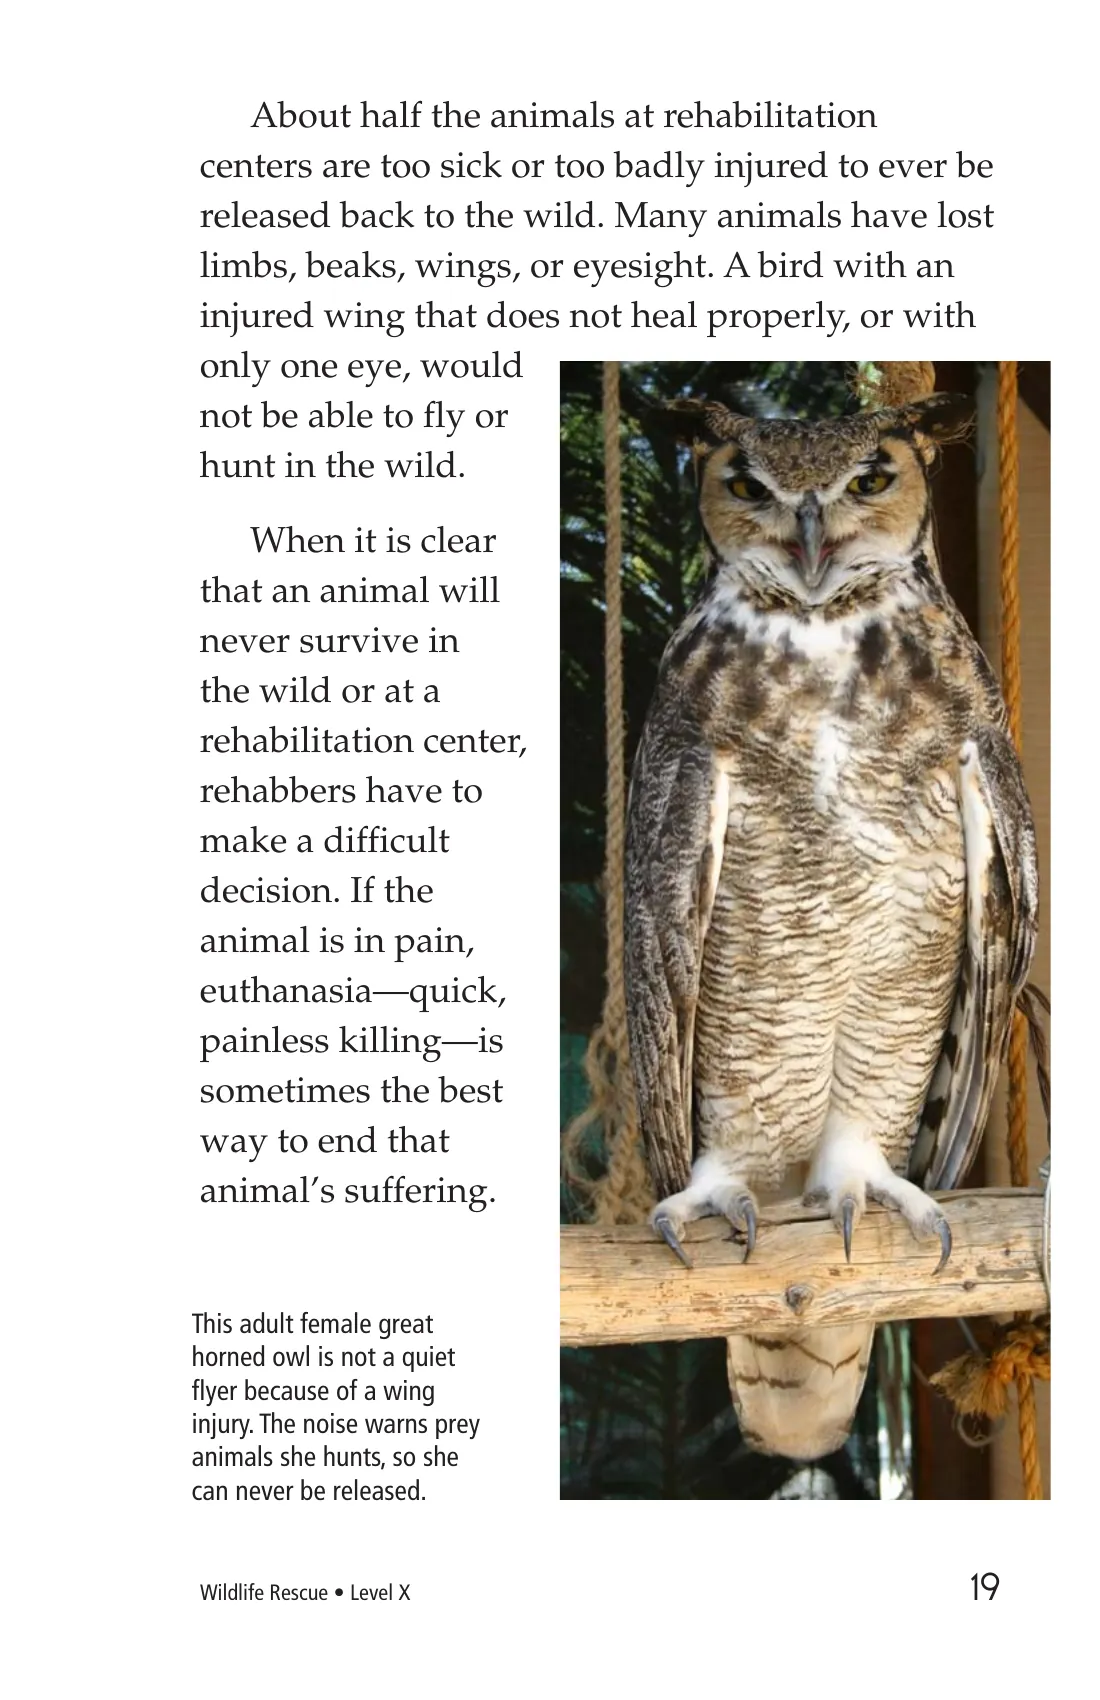 About half the animals at rehabilitation
centers are too sick or too badly injured to ever be
released back to the wild. Many animals have lost
limbs, beaks, wings, or eyesight. A bird with an
injured wing that does not heal properly, or with
only one eye, would
not be able to fly or
hunt in the wild.
When it is clear
that an animal will
never survive in
the wild or at a
rehabilitation center,
rehabbers have to
make a difficult
decision. If the
animal is in pain,
euthanasia—quick,
painless killing—is
sometimes the best
way to end that
animal’s suffering.
This adult female great
horned owl is not a quiet
flyer because of a wing
injury. The noise warns prey
animals she hunts, so she
can never be released.
Wildlife Rescue • Level X
19